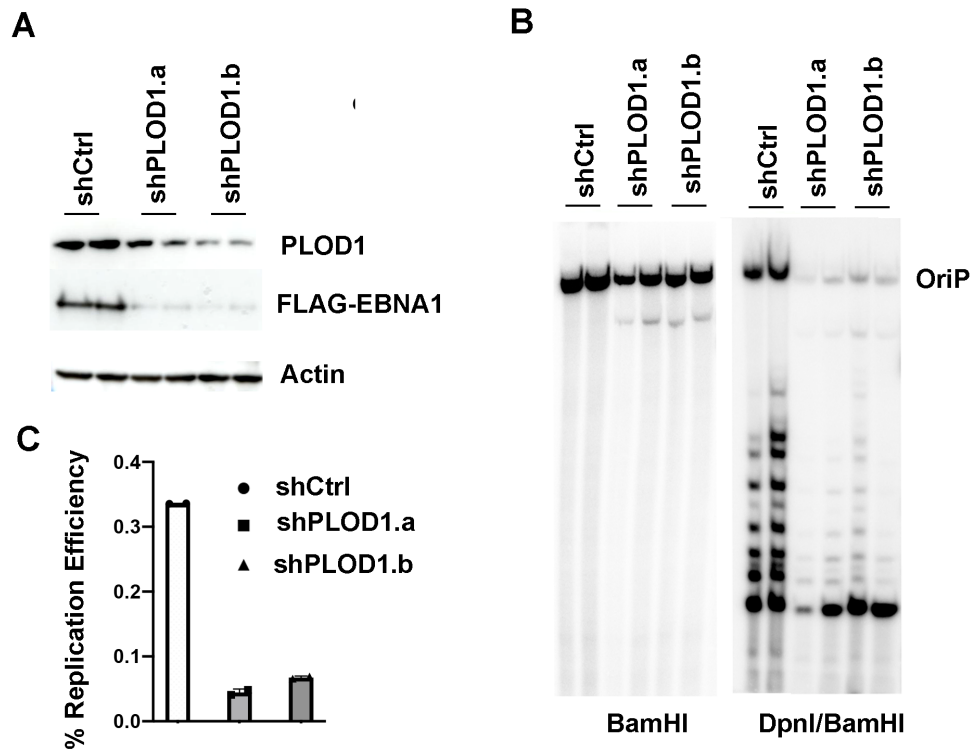 A
shCtrl
shPLOD1.a
shPLOD1.b
PLOD1
FLAG-EBNA1
Actin
B
shCtrl
shPLOD1.a
shPLOD1.b
shCtrl
shPLOD1.a
shPLOD1.b
OriP
BamHI
DpnI/BamHI
C
% Replication Efficiency
0.4
0.3
0.2
0.1
0.0
shCtrl
shPLOD1.a
shPLOD1.b